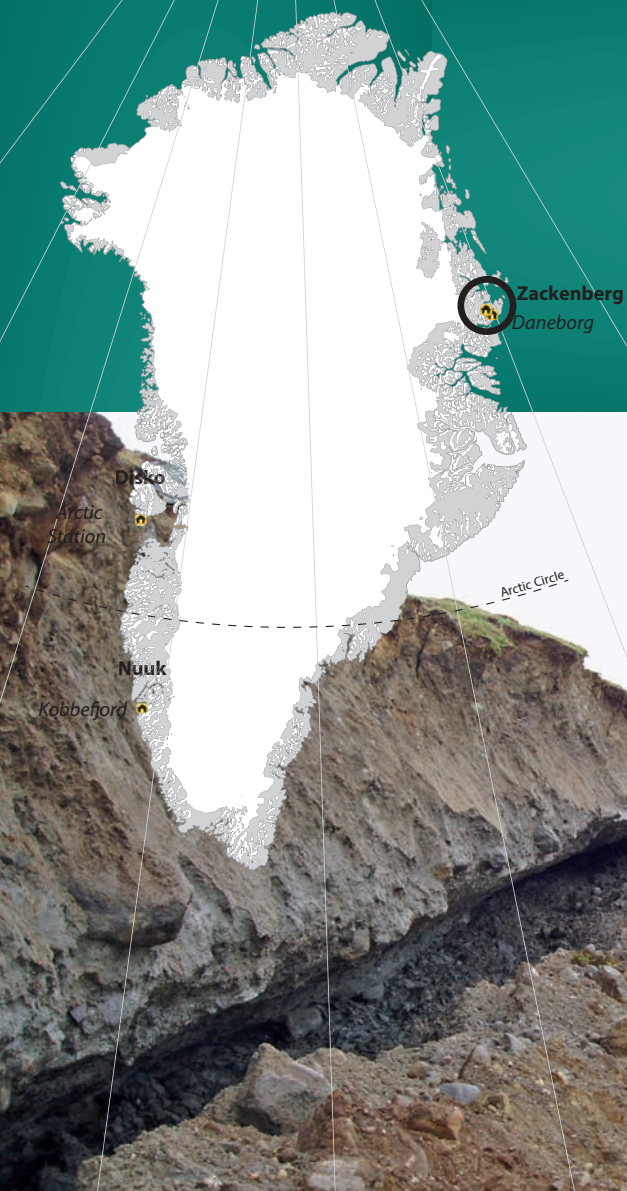 Zackenberg
Daneborg
Disko
Arctic
Station
Arctic Circle
Nuuk
Kobbefjord